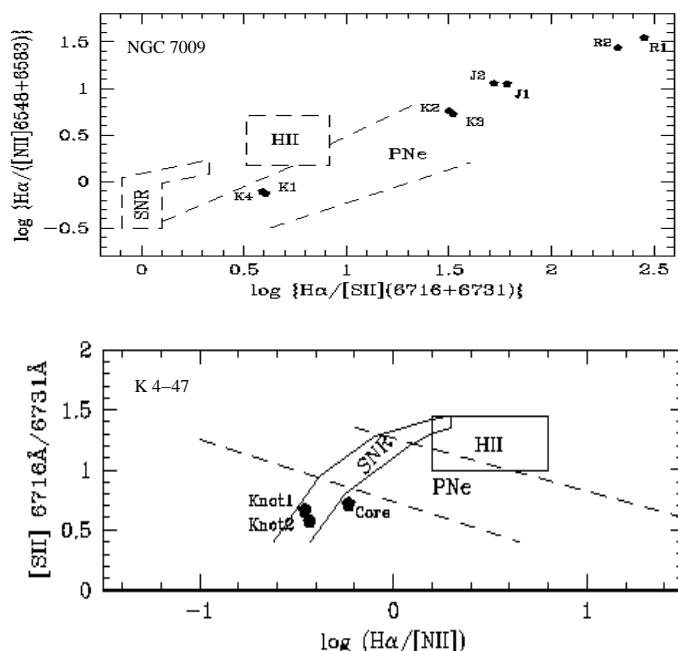 NGC 7009
log {Hα/([NII]6548+6583)}
1.5
1
0.5
0
−0.5
R2 R1
J2 J1
K2 K3
HII
PNe
SNR
K4 K1
0 0.5 1 1.5 2 2.5
log {Hα/[SII](6716+6731)}
K 4−47
[SII] 6716Å/6731Å
2
1.5
1
0.5
0
SNR
HII
PNe
Knot1
Knot2
Core
−1 0 1
log (Hα/[NII])